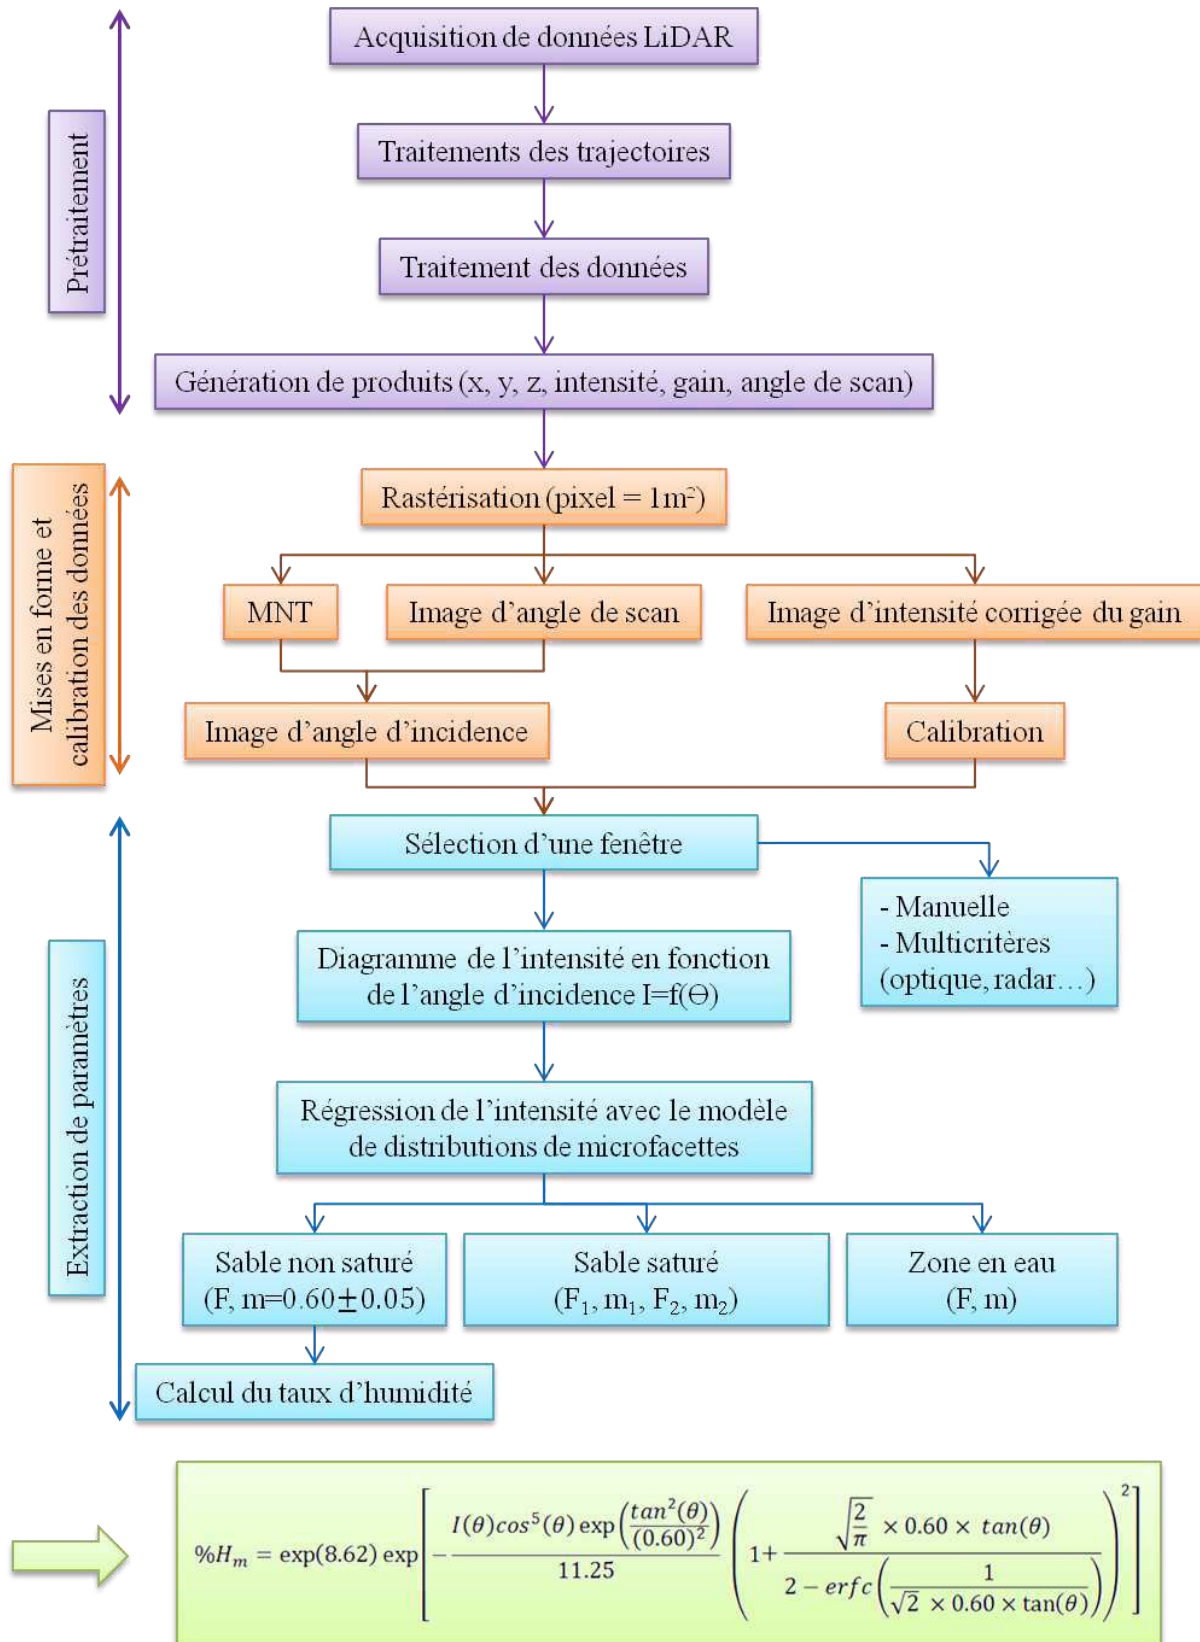 Prétraitement
Acquisition de données LiDAR
Traitements des trajectoires
Traitement des données
Génération de produits (x, y, z, intensité, gain, angle de scan)
Mises en forme et
calibration des données
Rastérisation (pixel = 1m²)
MNT
Image d’angle de scan
Image d’intensité corrigée du gain
Image d’angle d’incidence
Calibration
Extraction de paramètres
Sélection d’une fenêtre
- Manuelle
- Multicritères
(optique, radar…)
Diagramme de l’intensité en fonction
de l’angle d’incidence I=f(Θ)
Régression de l’intensité avec le modèle
de distributions de microfacettes
Sable non saturé
(F, m=0.60±0.05)
Sable saturé
(F₁, m₁, F₂, m₂)
Zone en eau
(F, m)
Calcul du taux d’humidité
%Hₘ = exp(8.62) exp[−(I(θ)cos⁵(θ) exp(tan²(θ)/(0.60)²)/11.25) (1+ (√(2/π) × 0.60 × tan(θ))/(2 − erfc(1/(√2 × 0.60 × tan(θ)))))²]